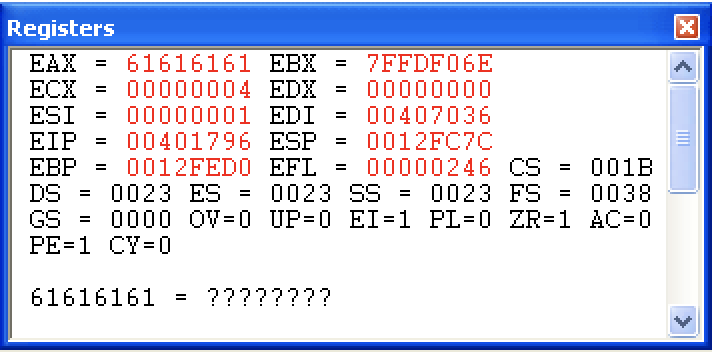 Registers
EAX = 61616161 EBX = 7FFDF06E
ECX = 00000004 EDX = 00000000
ESI = 00000001 EDI = 00407036
EIP = 00401796 ESP = 0012FC7C
EBP = 0012FED0 EFL = 00000246 CS = 001B
DS = 0023 ES = 0023 SS = 0023 FS = 0038
GS = 0000 OV=0 UP=0 EI=1 PL=0 ZR=1 AC=0
PE=1 CY=0
61616161 = ????????